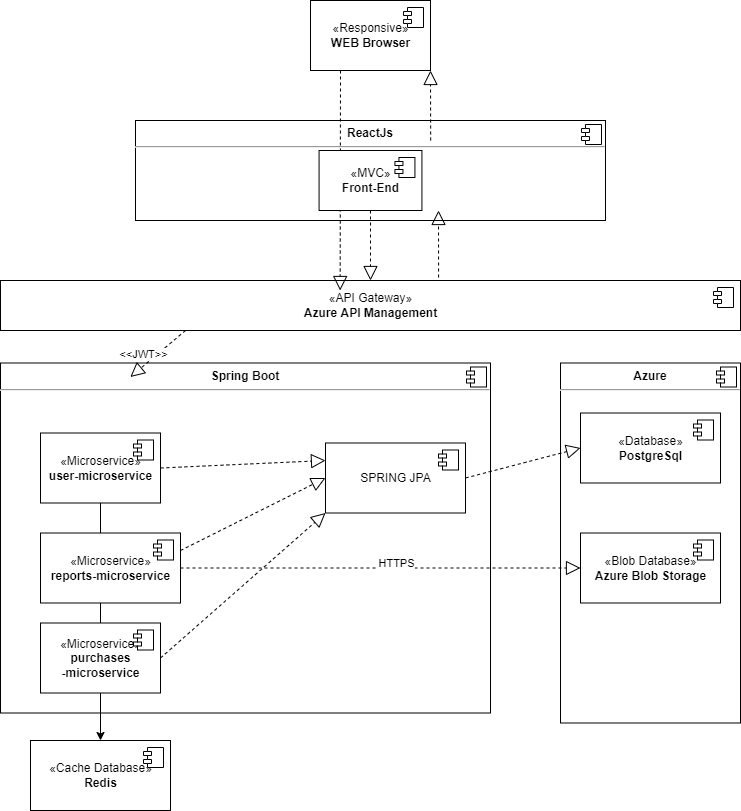 «Responsive»
WEB Browser
ReactJs
«MVC»
Front-End
«API Gateway»
Azure API Management
<<JWT>>
Spring Boot
Azure
«Microservice»
user-microservice
SPRING JPA
«Database»
PostgreSql
«Microservice»
reports-microservice
HTTPS
«Blob Database»
Azure Blob Storage
«Microservice»
purchases
-microservice
«Cache Database»
Redis